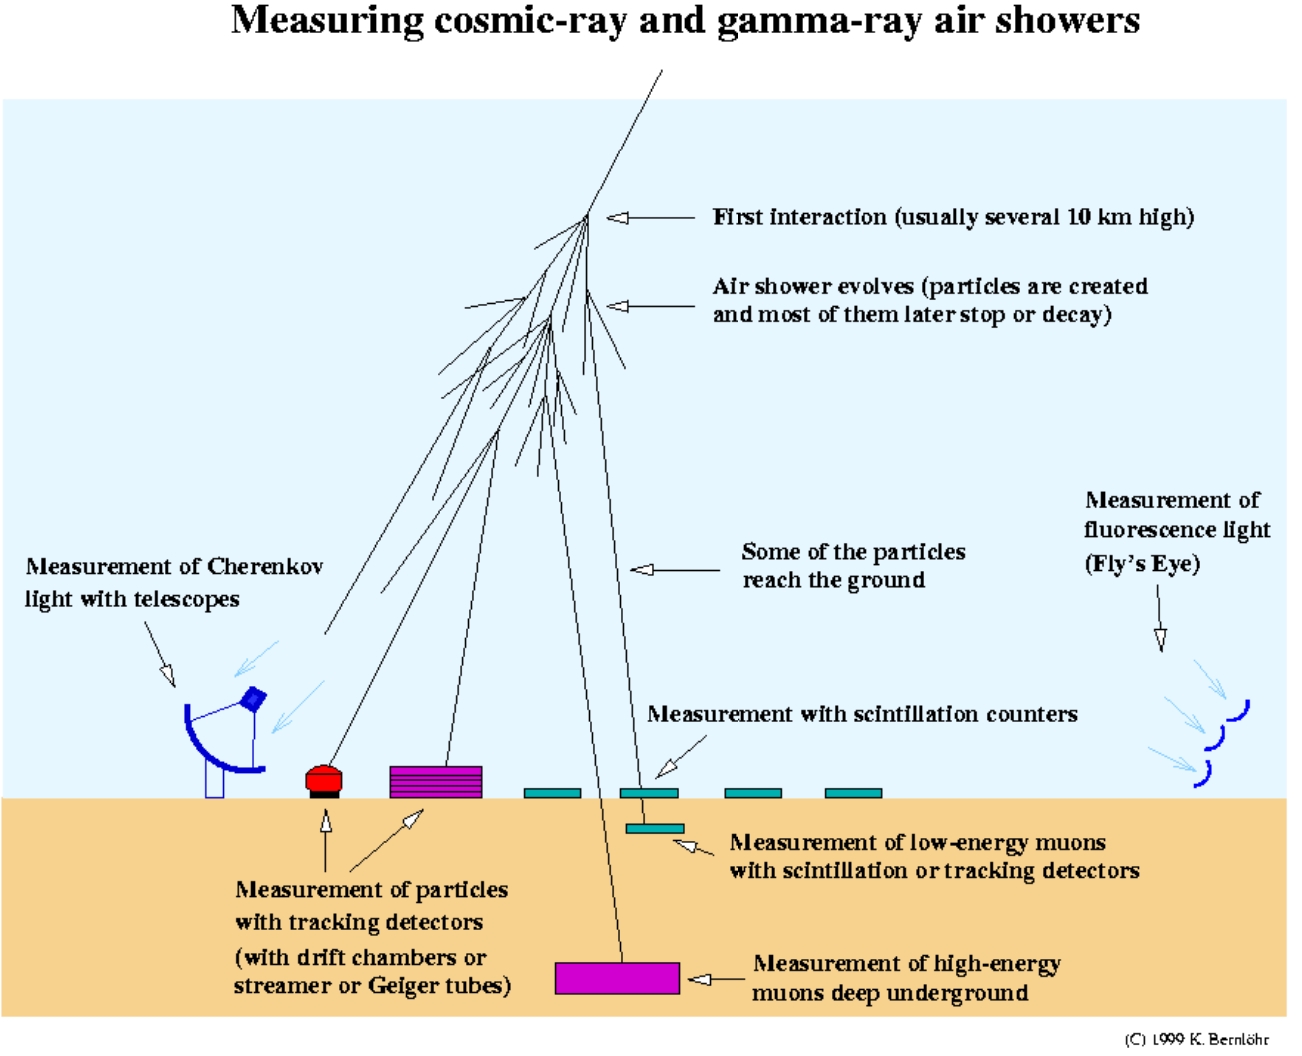 Measuring cosmic-ray and gamma-ray air showers
First interaction (usually several 10 km high)
Air shower evolves (particles are created
and most of them later stop or decay)
Measurement of
fluorescence light
(Fly's Eye)
Some of the particles
reach the ground
Measurement of Cherenkov
light with telescopes
Measurement with scintillation counters
Measurement of low-energy muons
with scintillation or tracking detectors
Measurement of particles
with tracking detectors
(with drift chambers or
streamer or Geiger tubes)
Measurement of high-energy
muons deep underground
(C) 1999 K. Bernlöhr